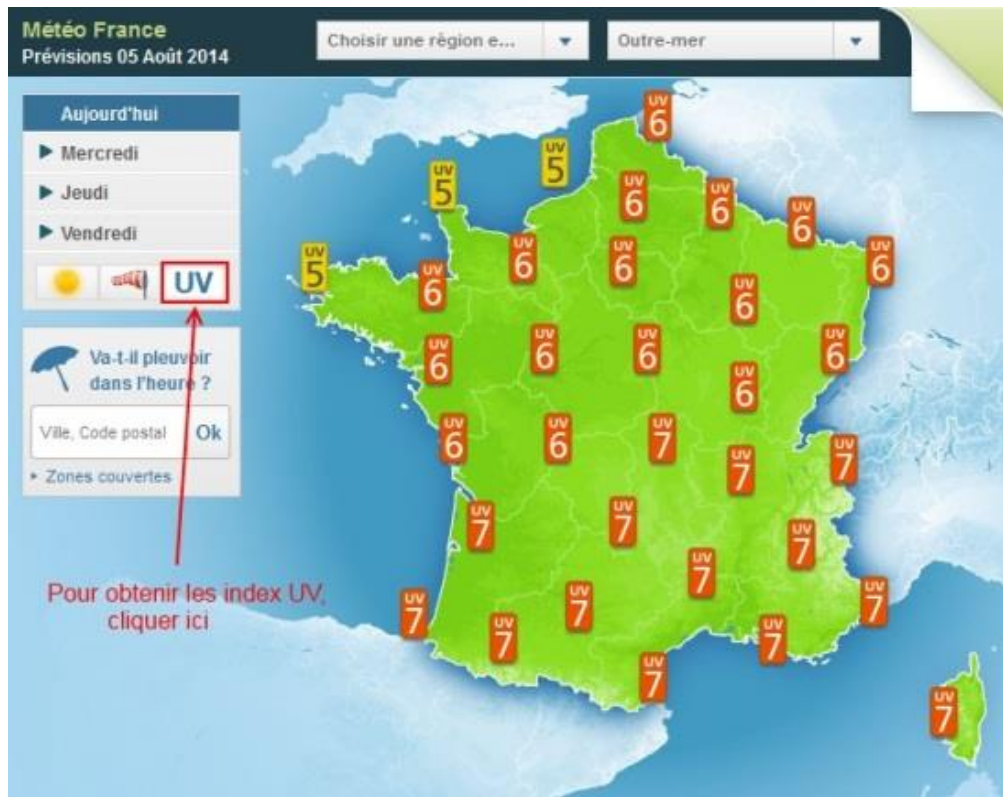 Météo France
Prévisions 05 Août 2014
Choisir une règion e...
Outre-mer
Aujourd'hui
Mercredi
Jeudi
Vendredi
UV
Va-t-il pleuvoir
dans l'heure ?
Ville, Code postal
Ok
Zones couvertes
Pour obtenir les index UV,
cliquer ici
UV 6
UV 5
UV 5
UV 6
UV 6
UV 6
UV 5
UV 6
UV 6
UV 6
UV 6
UV 6
UV 6
UV 6
UV 6
UV 6
UV 6
UV 6
UV 6
UV 7
UV 7
UV 7
UV 7
UV 7
UV 7
UV 7
UV 7
UV 7
UV 7
UV 7
UV 7
UV 7
UV 7